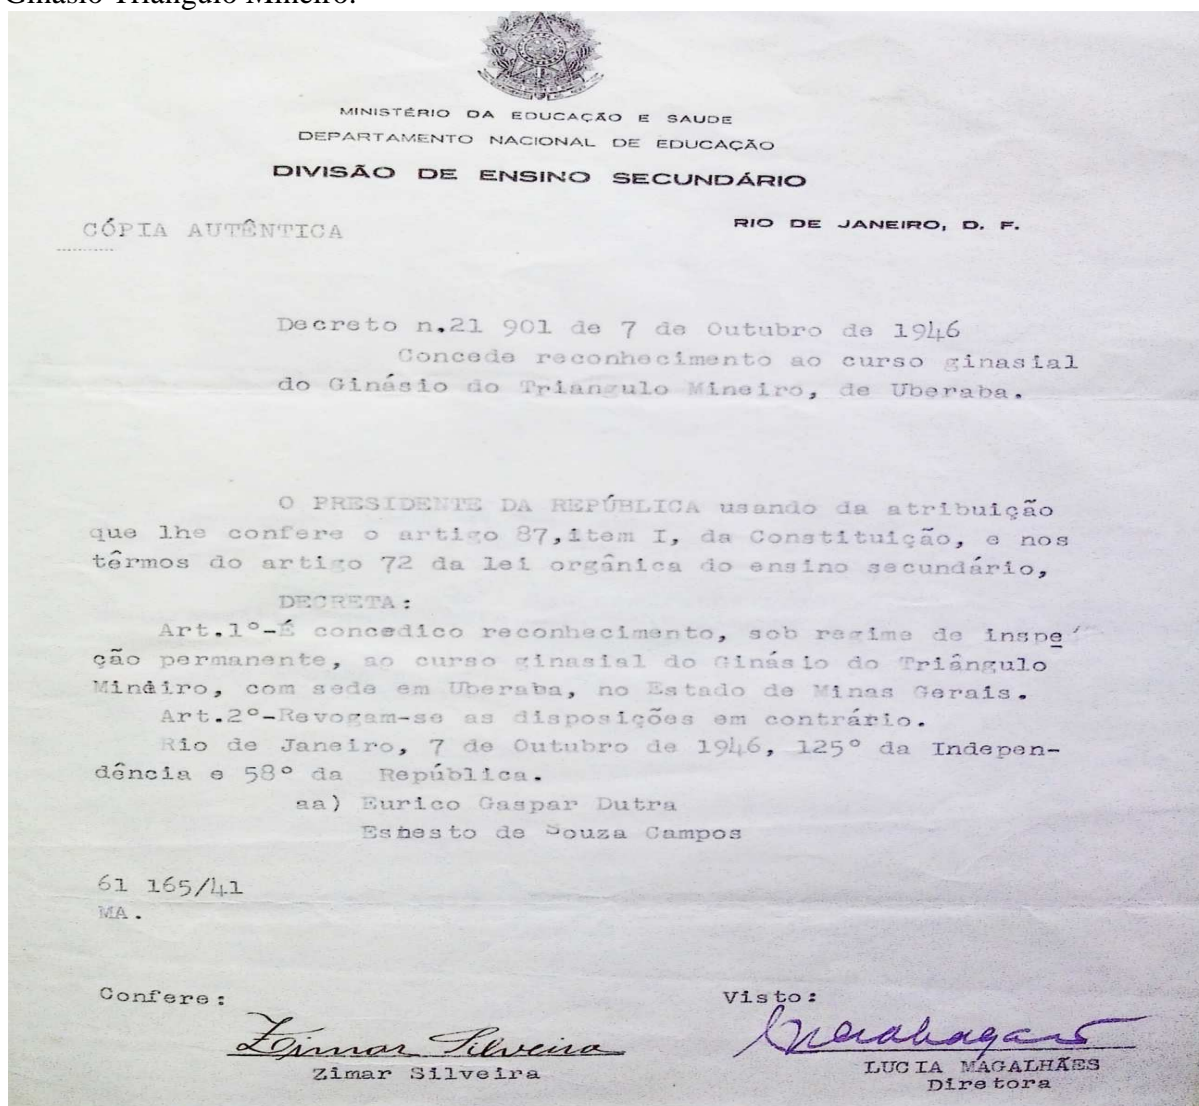 Ginásio Triângulo Mineiro.
MINISTÉRIO DA EDUCAÇÃO E SAUDE
DEPARTAMENTO NACIONAL DE EDUCAÇÃO
DIVISÃO DE ENSINO SECUNDÁRIO
CÓPIA AUTÊNTICA
RIO DE JANEIRO, D. F.
Decreto n.21 901 de 7 de Outubro de 1946
Concede reconhecimento ao curso ginasial
do Ginásio do Triangulo Mineiro, de Uberaba.
O PRESIDENTE DA REPÚBLICA usando da atribuição
que lhe confere o artigo 87,item I, da Constituição, e nos
têrmos do artigo 72 da lei orgânica do ensino secundário,
DECRETA:
Art.1º-É concedico reconhecimento, sob regime de inspe
ção permanente, ao curso ginasial do Ginásio do Triângulo
Mineiro, com sede em Uberaba, no Estado de Minas Gerais.
Art.2º-Revogam-se as disposições em contrário.
Rio de Janeiro, 7 de Outubro de 1946, 125º da Indepen-
dência e 58º da República.
aa) Eurico Gaspar Dutra
Esnesto de Souza Campos
61 165/41
MA.
Confere:
Visto:
Zimar Silveira
Zimar Silveira
LUCIA MAGALHÃES
Diretora